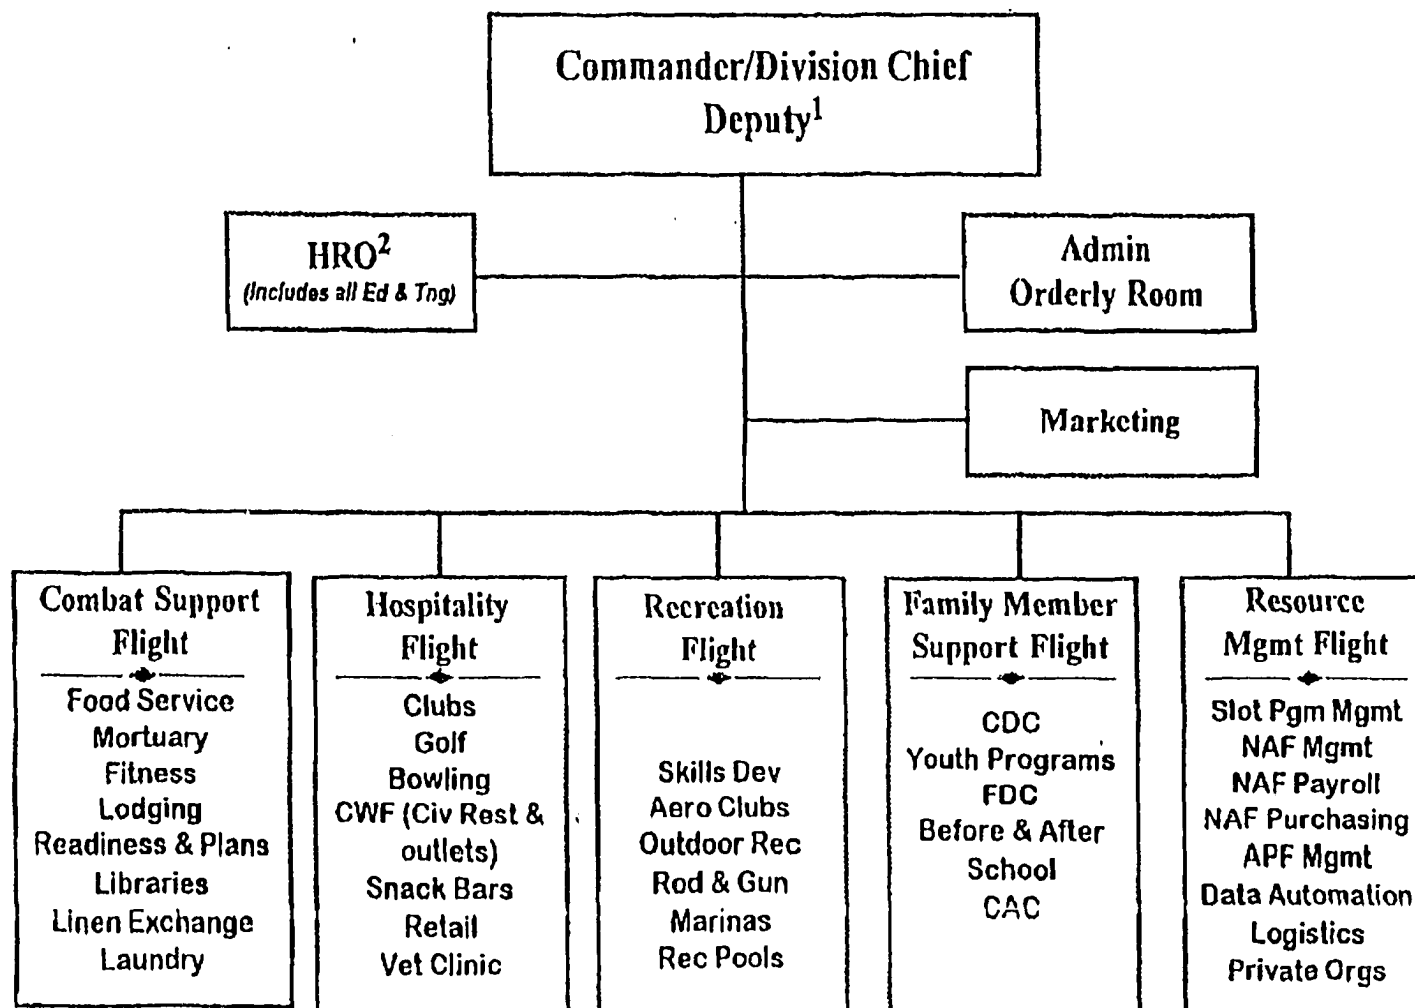 Commander/Division Chief
Deputy¹
HRO²
(Includes all Ed & Tng)
Admin
Orderly Room
Marketing
Combat Support
Flight
Food Service
Mortuary
Fitness
Lodging
Readiness & Plans
Libraries
Linen Exchange
Laundry
Hospitality
Flight
Clubs
Golf
Bowling
CWF (Civ Rest &
outlets)
Snack Bars
Retail
Vet Clinic
Recreation
Flight
Skills Dev
Aero Clubs
Outdoor Rec
Rod & Gun
Marinas
Rec Pools
Family Member
Support Flight
CDC
Youth Programs
FDC
Before & After
School
CAC
Resource
Mgmt Flight
Slot Pgm Mgmt
NAF Mgmt
NAF Payroll
NAF Purchasing
APF Mgmt
Data Automation
Logistics
Private Orgs